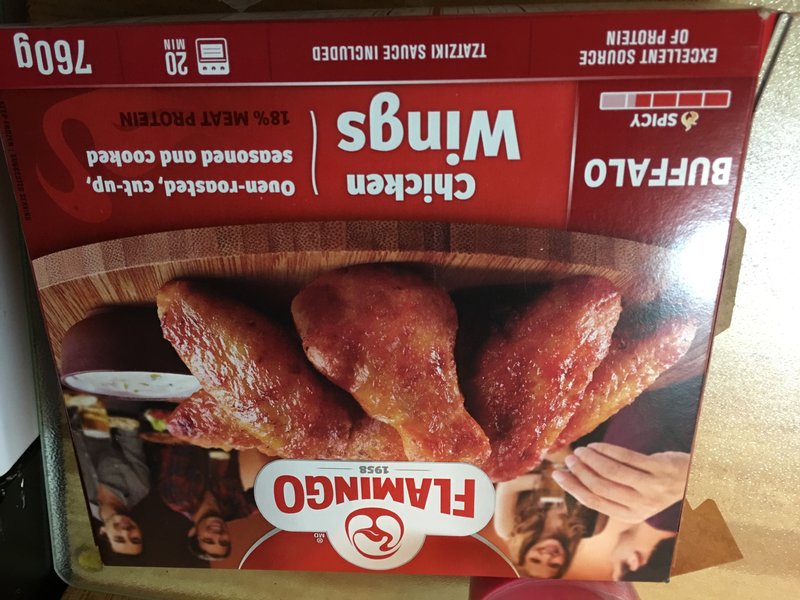 FLAMINGO
MD
®
1958
BUFFALO
SPICY
Chicken
Wings
Oven-roasted, cut-up,
seasoned and cooked
18% MEAT PROTEIN
EXCELLENT SOURCE
OF PROTEIN
TZATZIKI SAUCE INCLUDED
20
MIN
760g